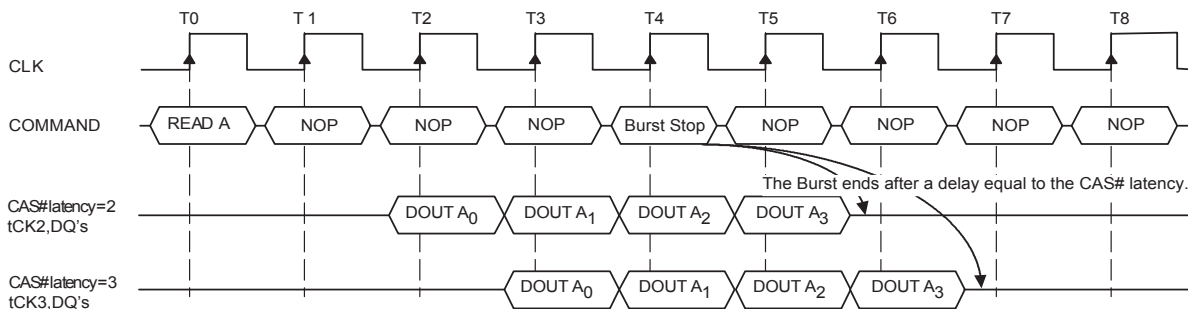 T0 T 1 T2 T3 T4 T5 T6 T7 T8
CLK
COMMAND READ A NOP NOP NOP Burst Stop NOP NOP NOP NOP
The Burst ends after a delay equal to the CAS# latency.
CAS#latency=2
tCK2,DQ's
DOUT A0 DOUT A1 DOUT A2 DOUT A3
CAS#latency=3
tCK3,DQ's
DOUT A0 DOUT A1 DOUT A2 DOUT A3